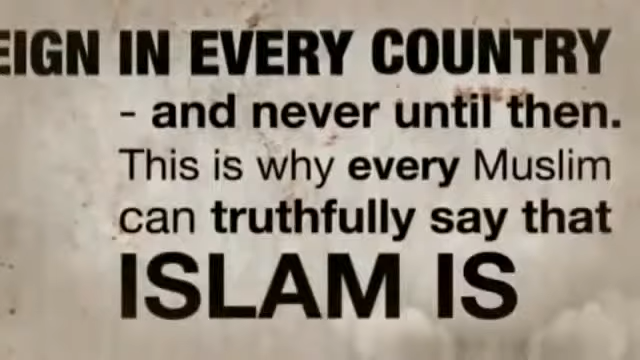 EIGN IN EVERY COUNTRY
- and never until then.
This is why every Muslim
can truthfully say that
ISLAM IS